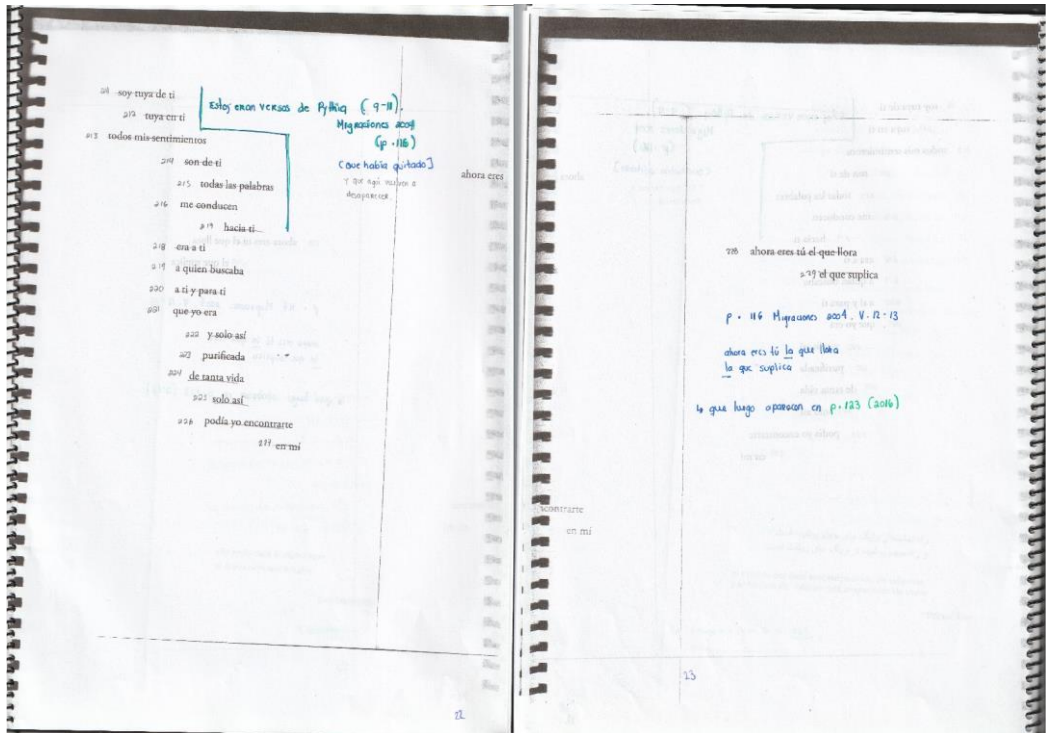 211 soy tuya de ti
212 tuya en ti
213 todos mis sentimientos
214 son de ti
215 todas las palabras
216 me conducen
217 hacia ti
218 era a ti
219 a quien buscaba
220 a ti y para ti
221 que yo era
222 y solo así
223 purificada
224 de tanta vida
225 solo así
226 podía yo encontrarte
227 en mí
Estos eran versos de Pythia (9-11).
Migraciones 2004
(p. 116)
(que había quitado]
y que aquí vuelven a
desaparecer.
ahora eres
22
228 ahora eres tú el que llora
229 el que suplica
p. 116 Migraciones 2004. V. 12-13
ahora eres tú la que llora
la que suplica
que luego aparecen en p. 123 (2016)
encontrarte
en mí
23